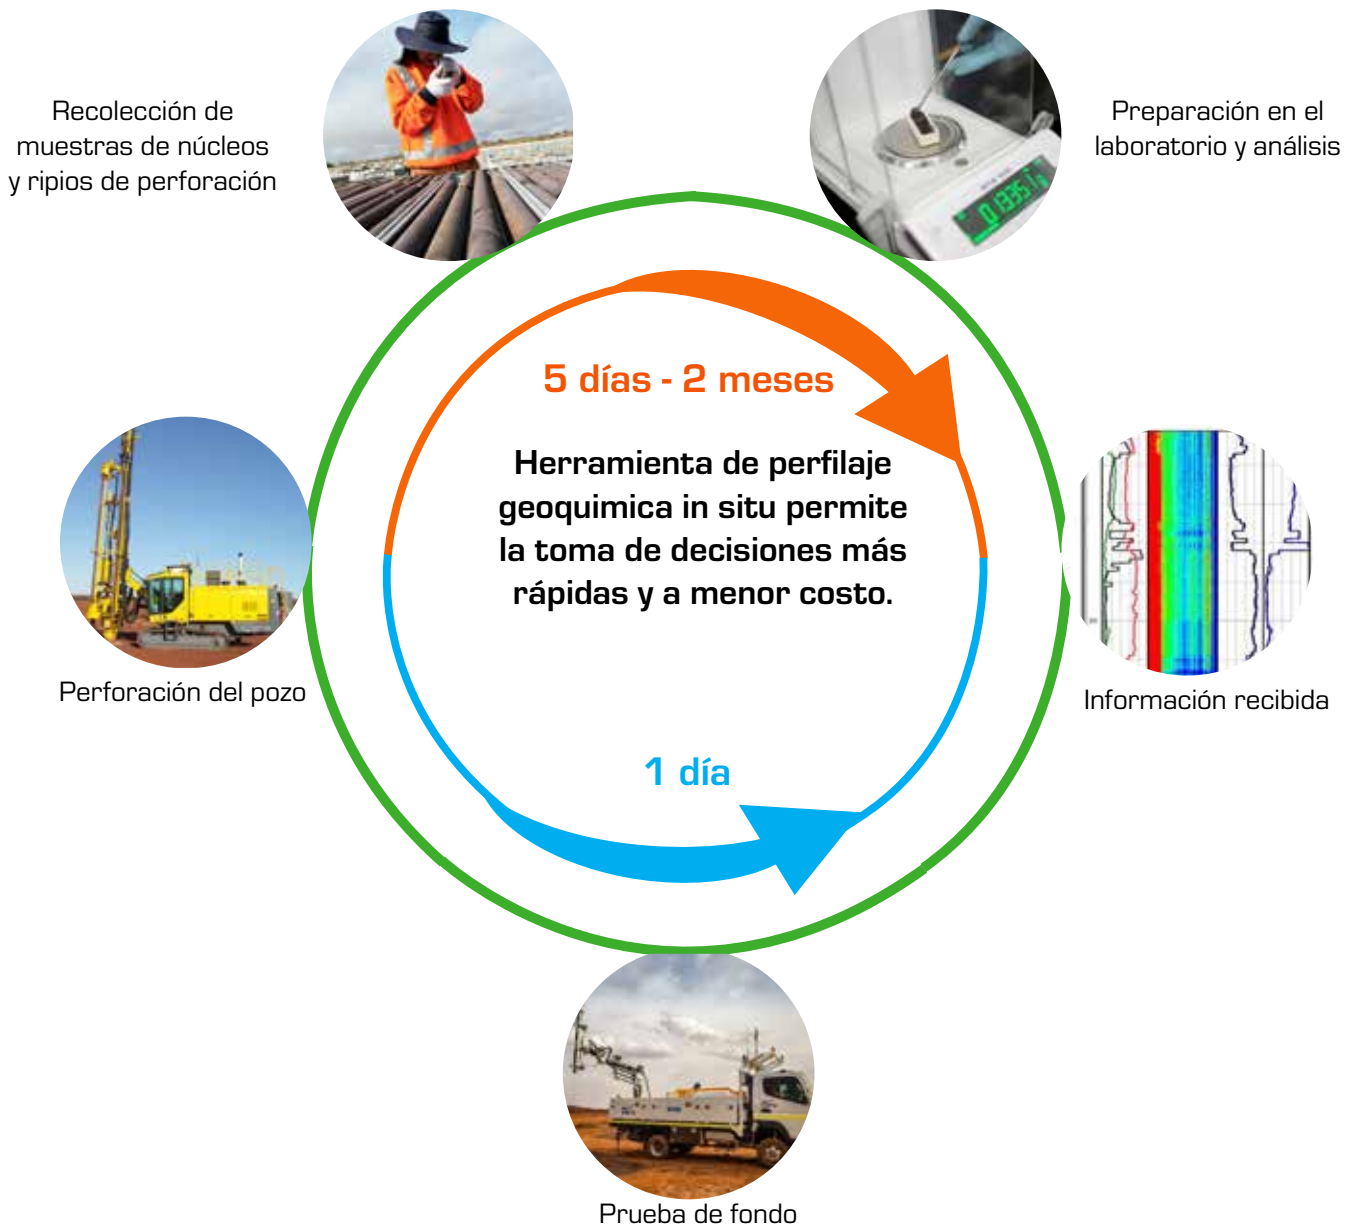 Recolección de
muestras de núcleos
y ripios de perforación
Preparación en el
laboratorio y análisis
5 días - 2 meses
Herramienta de perfilaje
geoquimica in situ permite
la toma de decisiones más
rápidas y a menor costo.
Perforación del pozo
Información recibida
1 día
Prueba de fondo